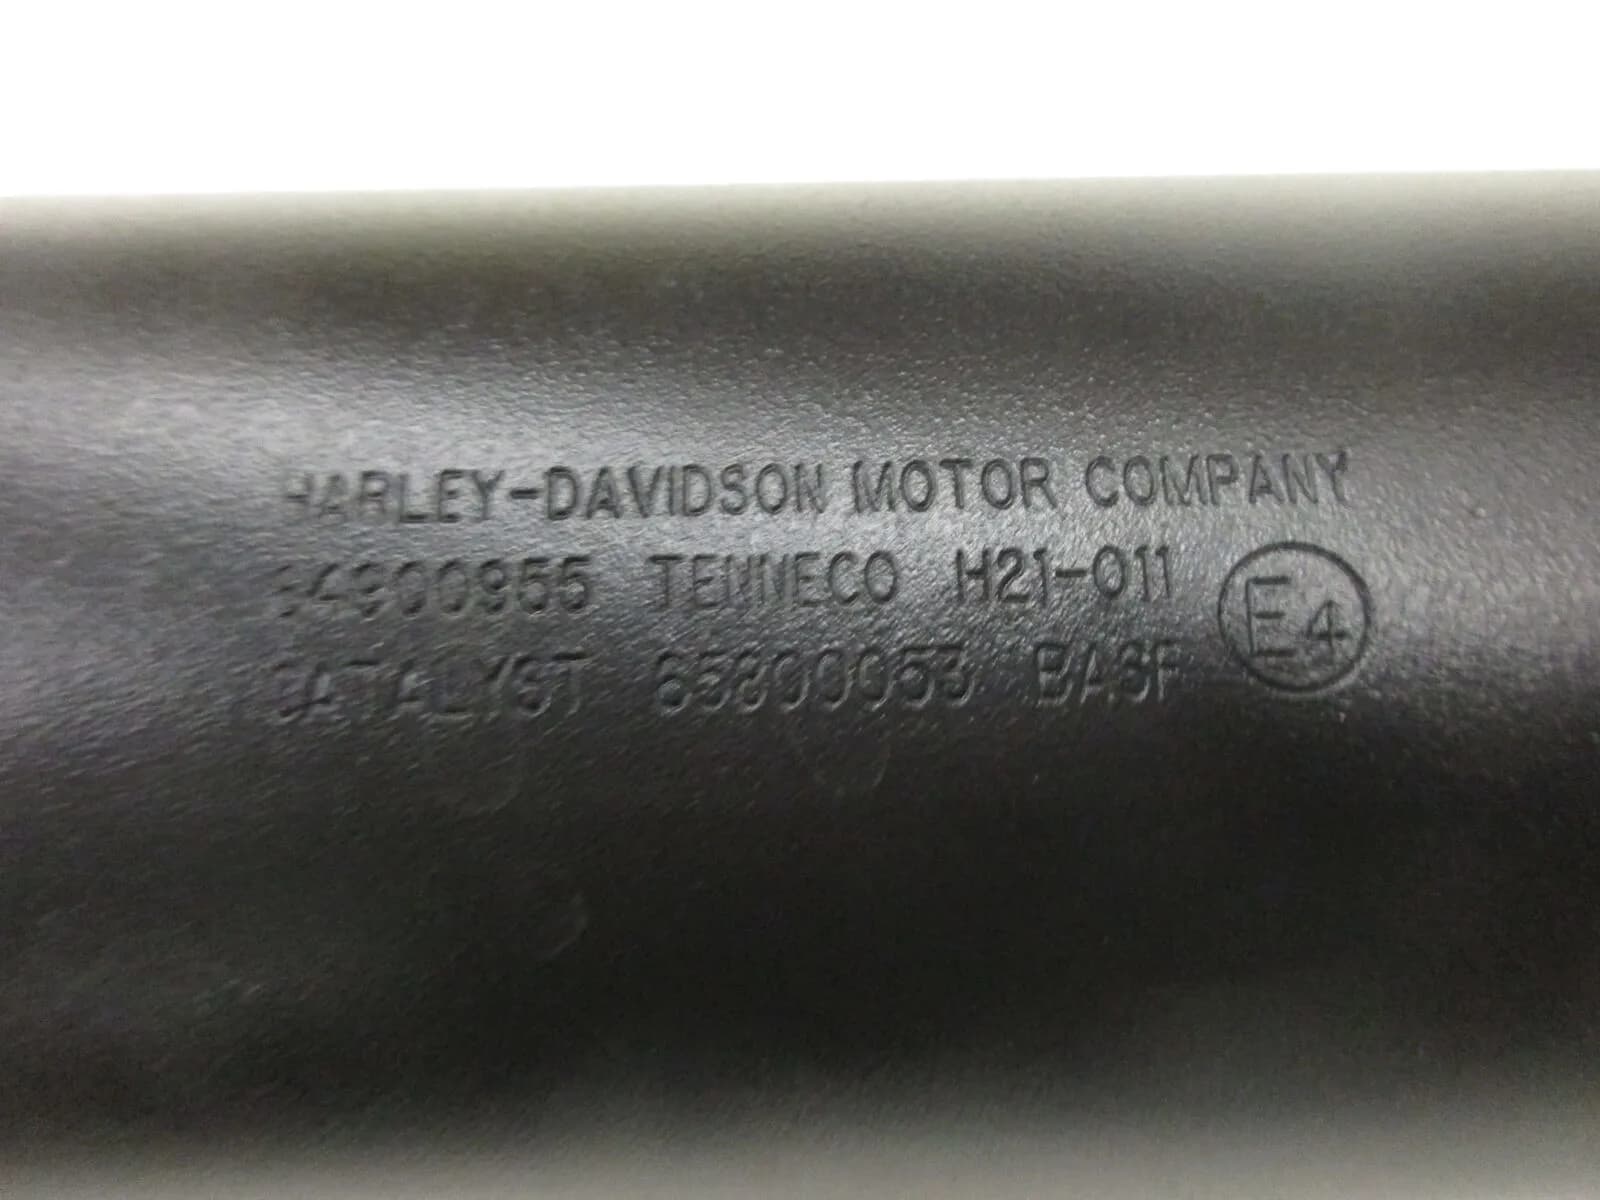 HARLEY-DAVIDSON MOTOR COMPANY
64900955 TENNECO H21-011 E4
CATALYST 65800053 BASF